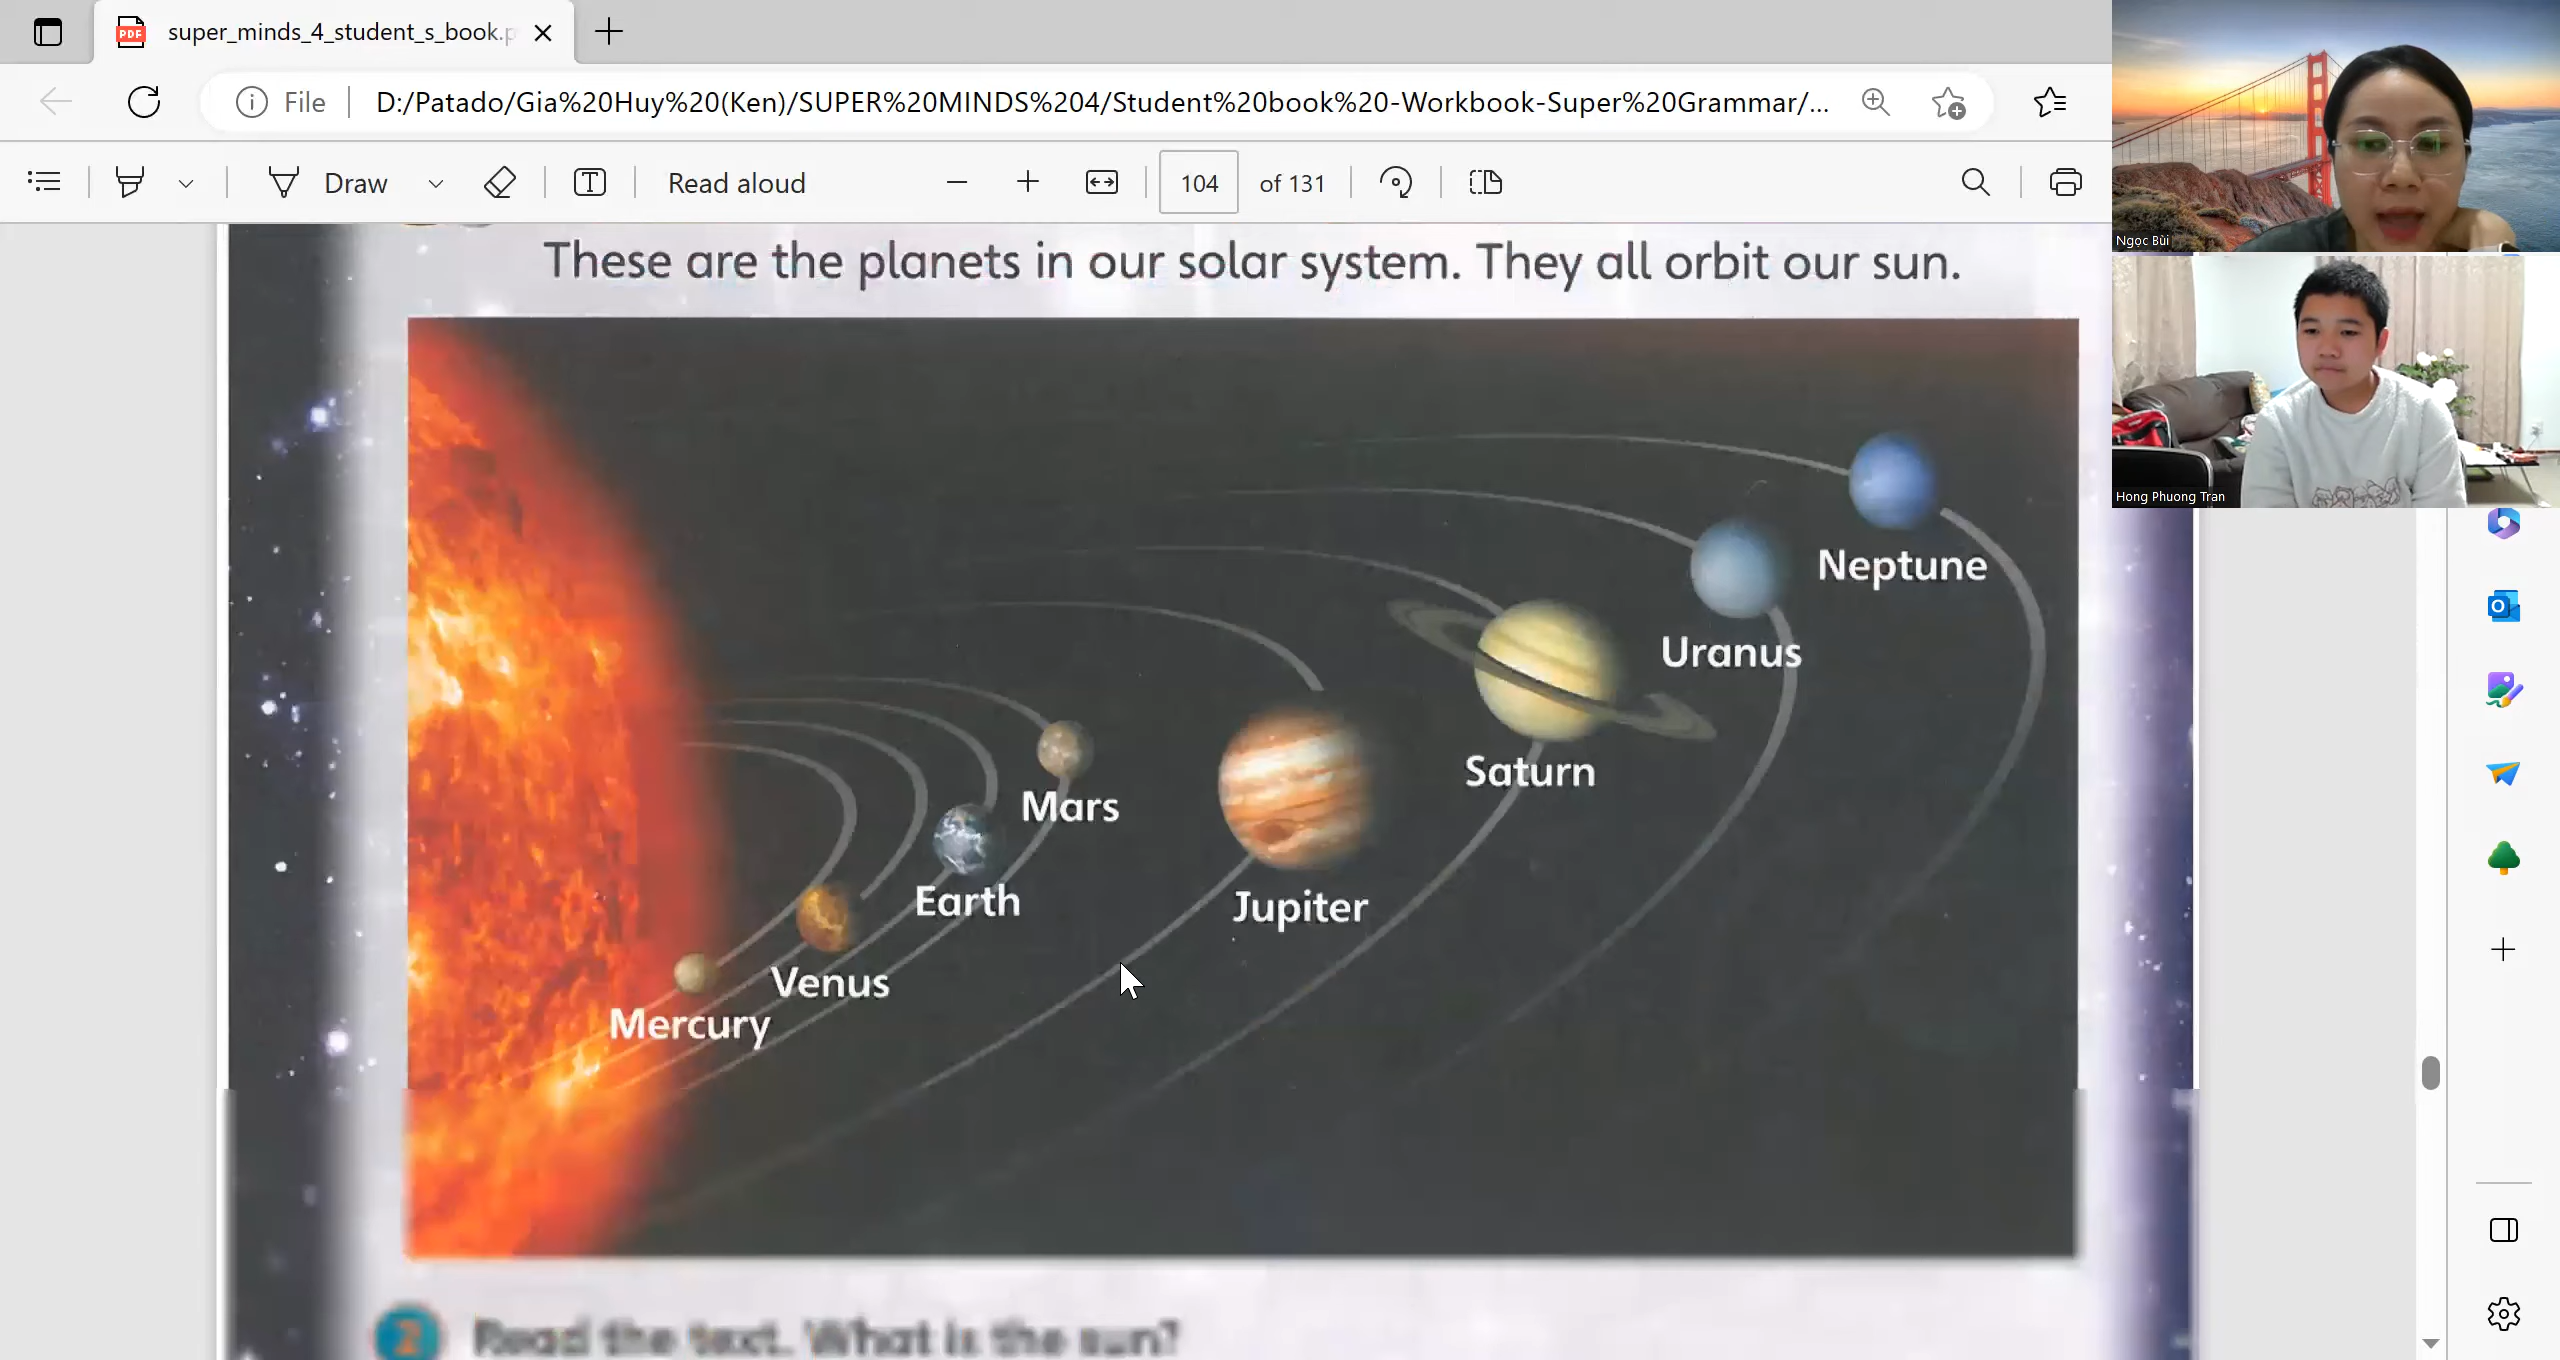 super_minds_4_student_s_book.p
File
D:/Patado/Gia%20Huy%20(Ken)/SUPER%20MINDS%204/Student%20book%20-Workbook-Super%20Grammar/...
Draw
Read aloud
104 of 131
Ngọc Bùi
Hong Phuong Tran
These are the planets in our solar system. They all orbit our sun.
Neptune
Uranus
Saturn
Mars
Jupiter
Earth
Venus
Mercury
2 Read the text. What is the sun?